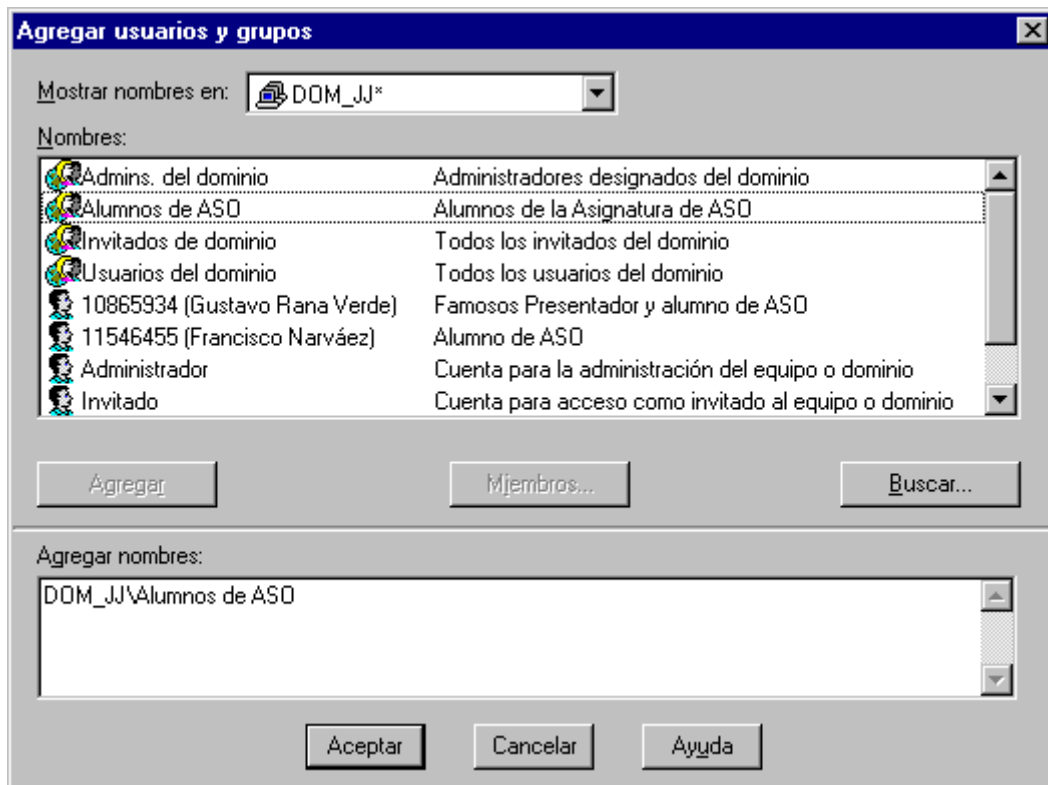 Agregar usuarios y grupos
Mostrar nombres en: DOM_JJ*
Nombres:
Admins. del dominio Administradores designados del dominio
Alumnos de ASO Alumnos de la Asignatura de ASO
Invitados de dominio Todos los invitados del dominio
Usuarios del dominio Todos los usuarios del dominio
10865934 (Gustavo Rana Verde) Famosos Presentador y alumno de ASO
11546455 (Francisco Narváez) Alumno de ASO
Administrador Cuenta para la administración del equipo o dominio
Invitado Cuenta para acceso como invitado al equipo o dominio
Agregar Miembros... Buscar...
Agregar nombres:
DOM_JJ\Alumnos de ASO
Aceptar Cancelar Ayuda